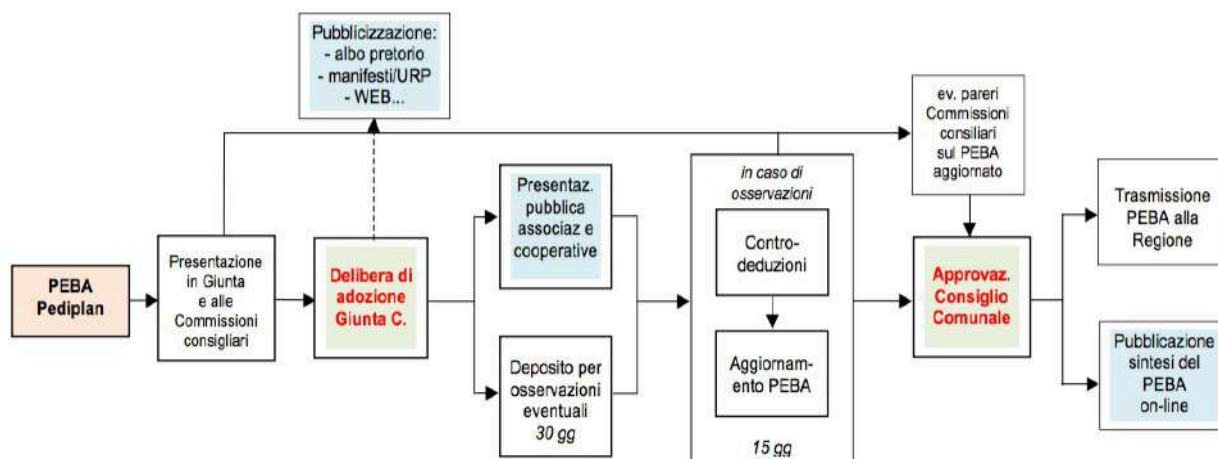 PEBA
Pediplan
Presentazione
in Giunta
e alle
Commissioni
consigliari
Pubblicizzazione:
- albo pretorio
- manifesti/URP
- WEB...
Delibera di
adozione
Giunta C.
Presentaz.
pubblica
associaz e
cooperative
Deposito per
osservazioni
eventuali
30 gg
in caso di
osservazioni
Contro-
deduzioni
Aggiornam-
ento PEBA
15 gg
ev. pareri
Commissioni
consiliari
sul PEBA
aggiornato
Approvaz.
Consiglio
Comunale
Trasmissione
PEBA alla
Regione
Pubblicazione
sintesi del
PEBA
on-line